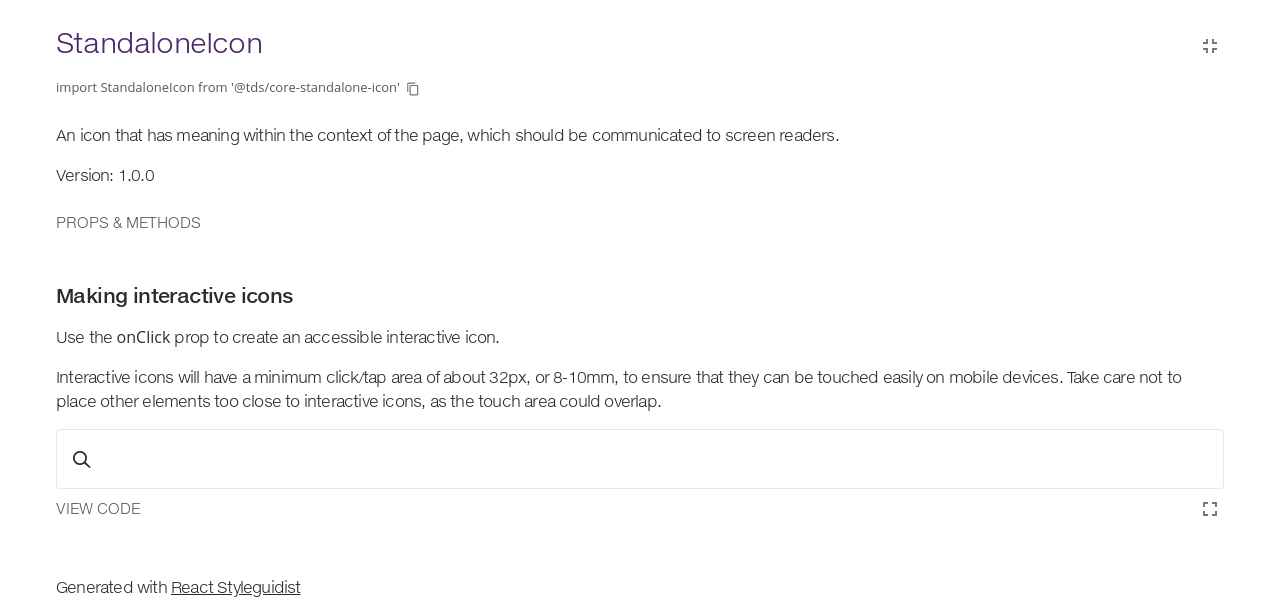 StandaloneIcon
import StandaloneIcon from '@tds/core-standalone-icon'
An icon that has meaning within the context of the page, which should be communicated to screen readers.
Version: 1.0.0
PROPS & METHODS
Making interactive icons
Use the onClick prop to create an accessible interactive icon.
Interactive icons will have a minimum click/tap area of about 32px, or 8-10mm, to ensure that they can be touched easily on mobile devices. Take care not to
place other elements too close to interactive icons, as the touch area could overlap.
VIEW CODE
Generated with React Styleguidist